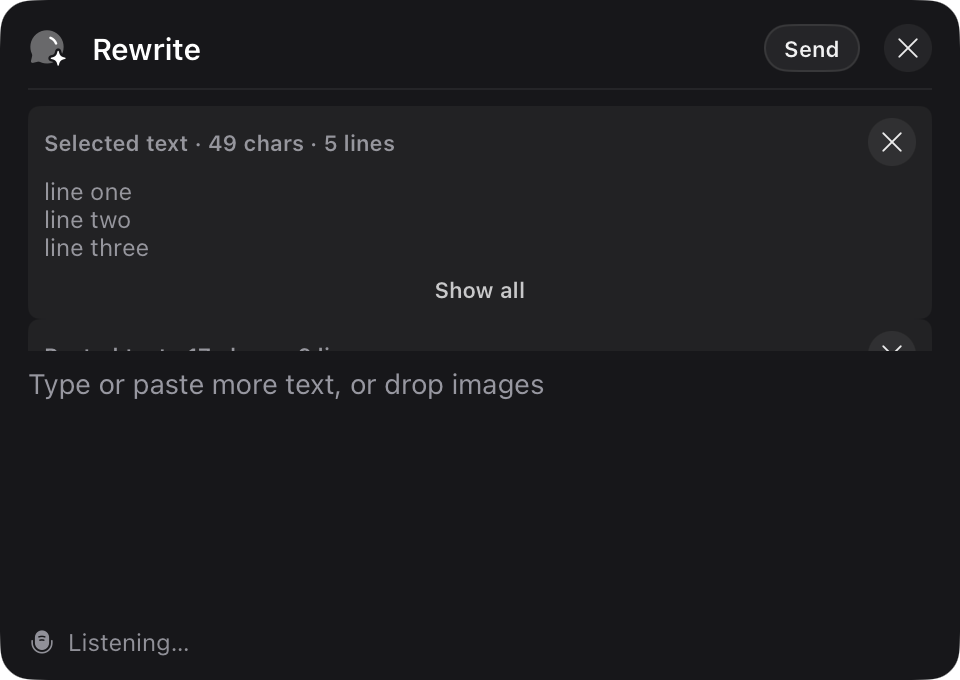 Rewrite
Send
Selected text · 49 chars · 5 lines
line one
line two
line three
Show all
Type or paste more text, or drop images
Listening...